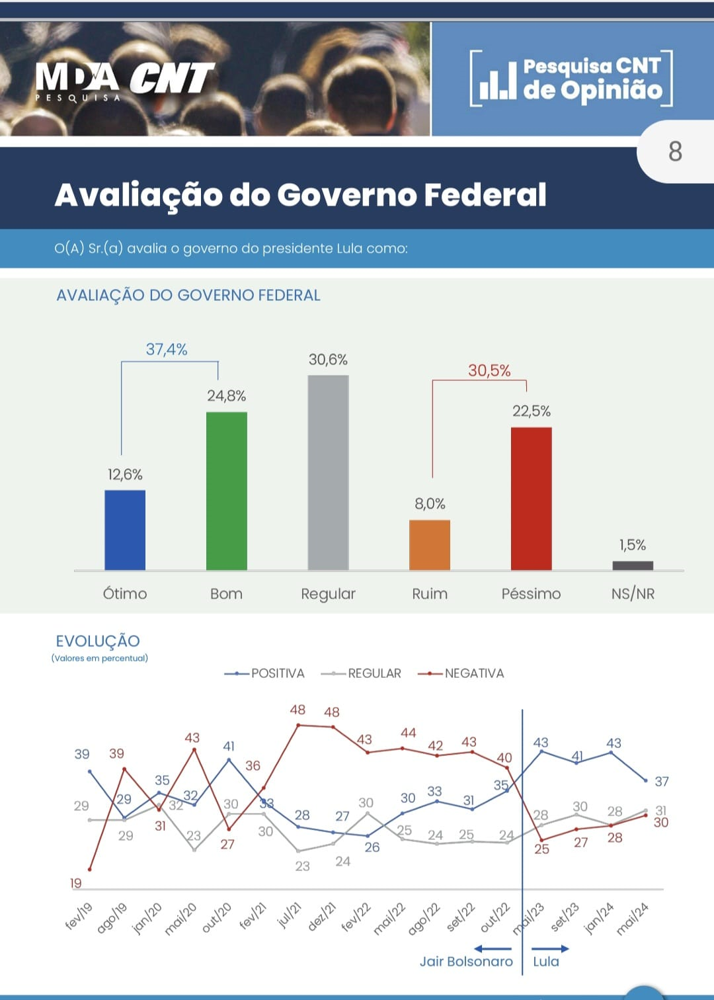 MDA CNT
PESQUISA
Pesquisa CNT
de Opinião
8
Avaliação do Governo Federal
O(A) Sr.(a) avalia o governo do presidente Lula como:
AVALIAÇÃO DO GOVERNO FEDERAL
37,4%
30,6%
30,5%
24,8%
22,5%
12,6%
8,0%
1,5%
Ótimo Bom Regular Ruim Péssimo NS/NR
EVOLUÇÃO
(Valores em percentual)
POSITIVA REGULAR NEGATIVA
39 29 35 32 41 33 28 27 26 30 33 31 35 43 41 43 37
29 29 32 23 30 30 23 24 30 25 24 25 24 28 30 28 31
19 39 31 43 27 36 48 48 43 44 42 43 40 25 27 28 30
fev/19 ago/19 jan/20 mai/20 out/20 fev/21 jul/21 dez/21 fev/22 mai/22 ago/22 set/22 out/22 mai/23 set/23 jan/24 mai/24
Jair Bolsonaro Lula